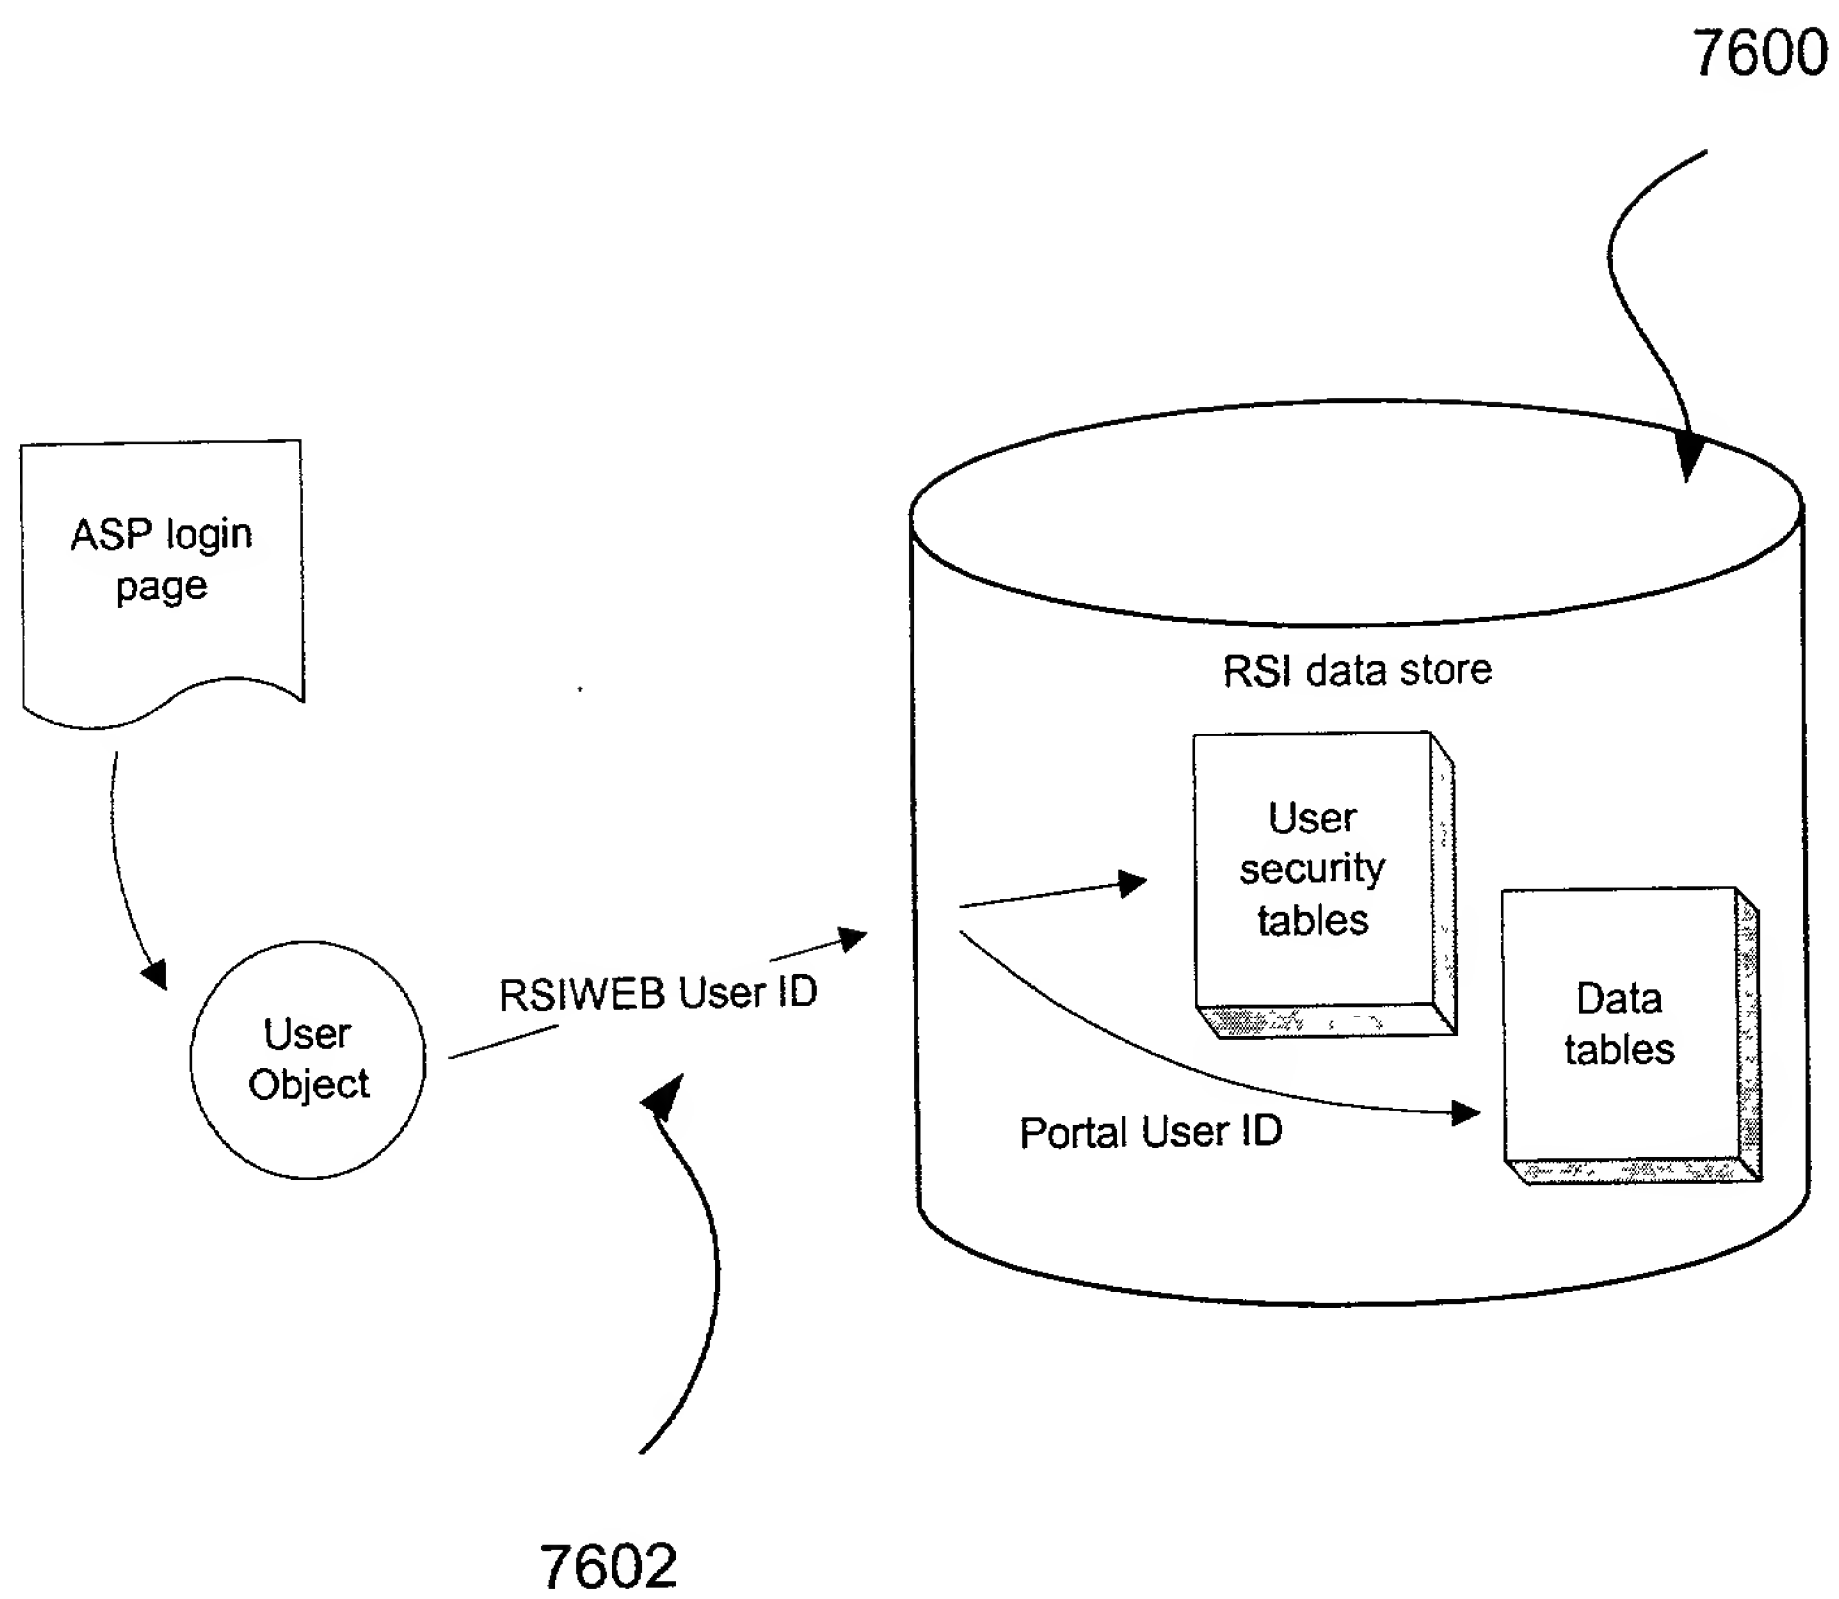 7600
ASP login
page
RSI data store
User
security
tables
Data
tables
RSIWEB User ID
User
Object
Portal User ID
7602